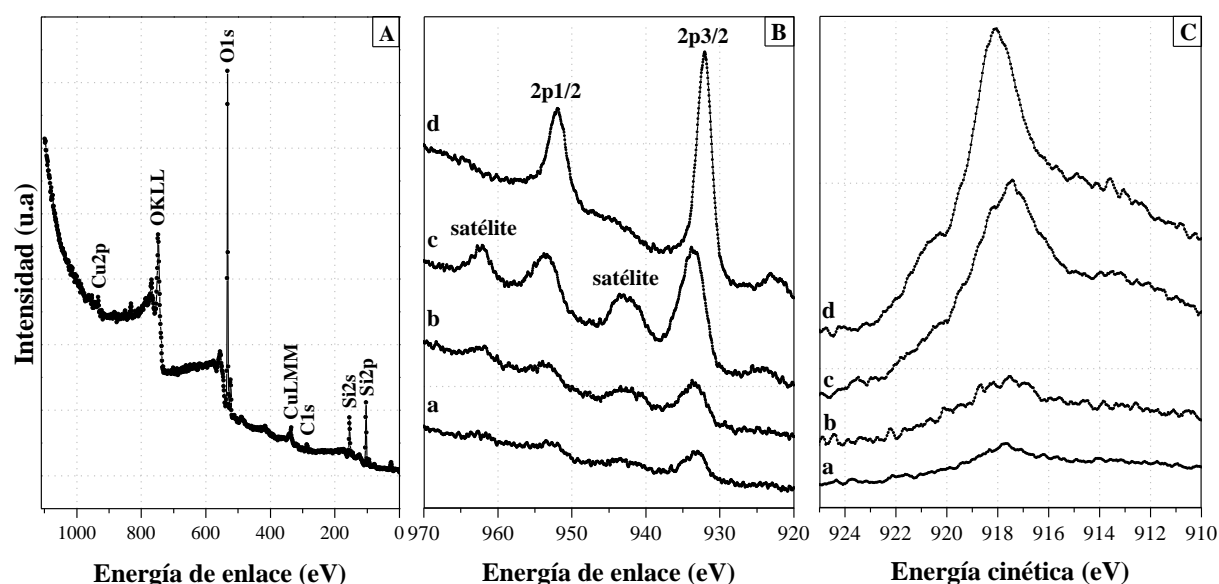 A
O1s
OKLL
Cu2p
CuLMM
C1s
Si2s
Si2p
Intensidad (u.a)
1000 800 600 400 200 0
Energía de enlace (eV)
B
2p3/2
2p1/2
d
satélite
c
satélite
b
a
970 960 950 940 930 920
Energía de enlace (eV)
C
d
c
b
a
924 922 920 918 916 914 912 910
Energía cinética (eV)